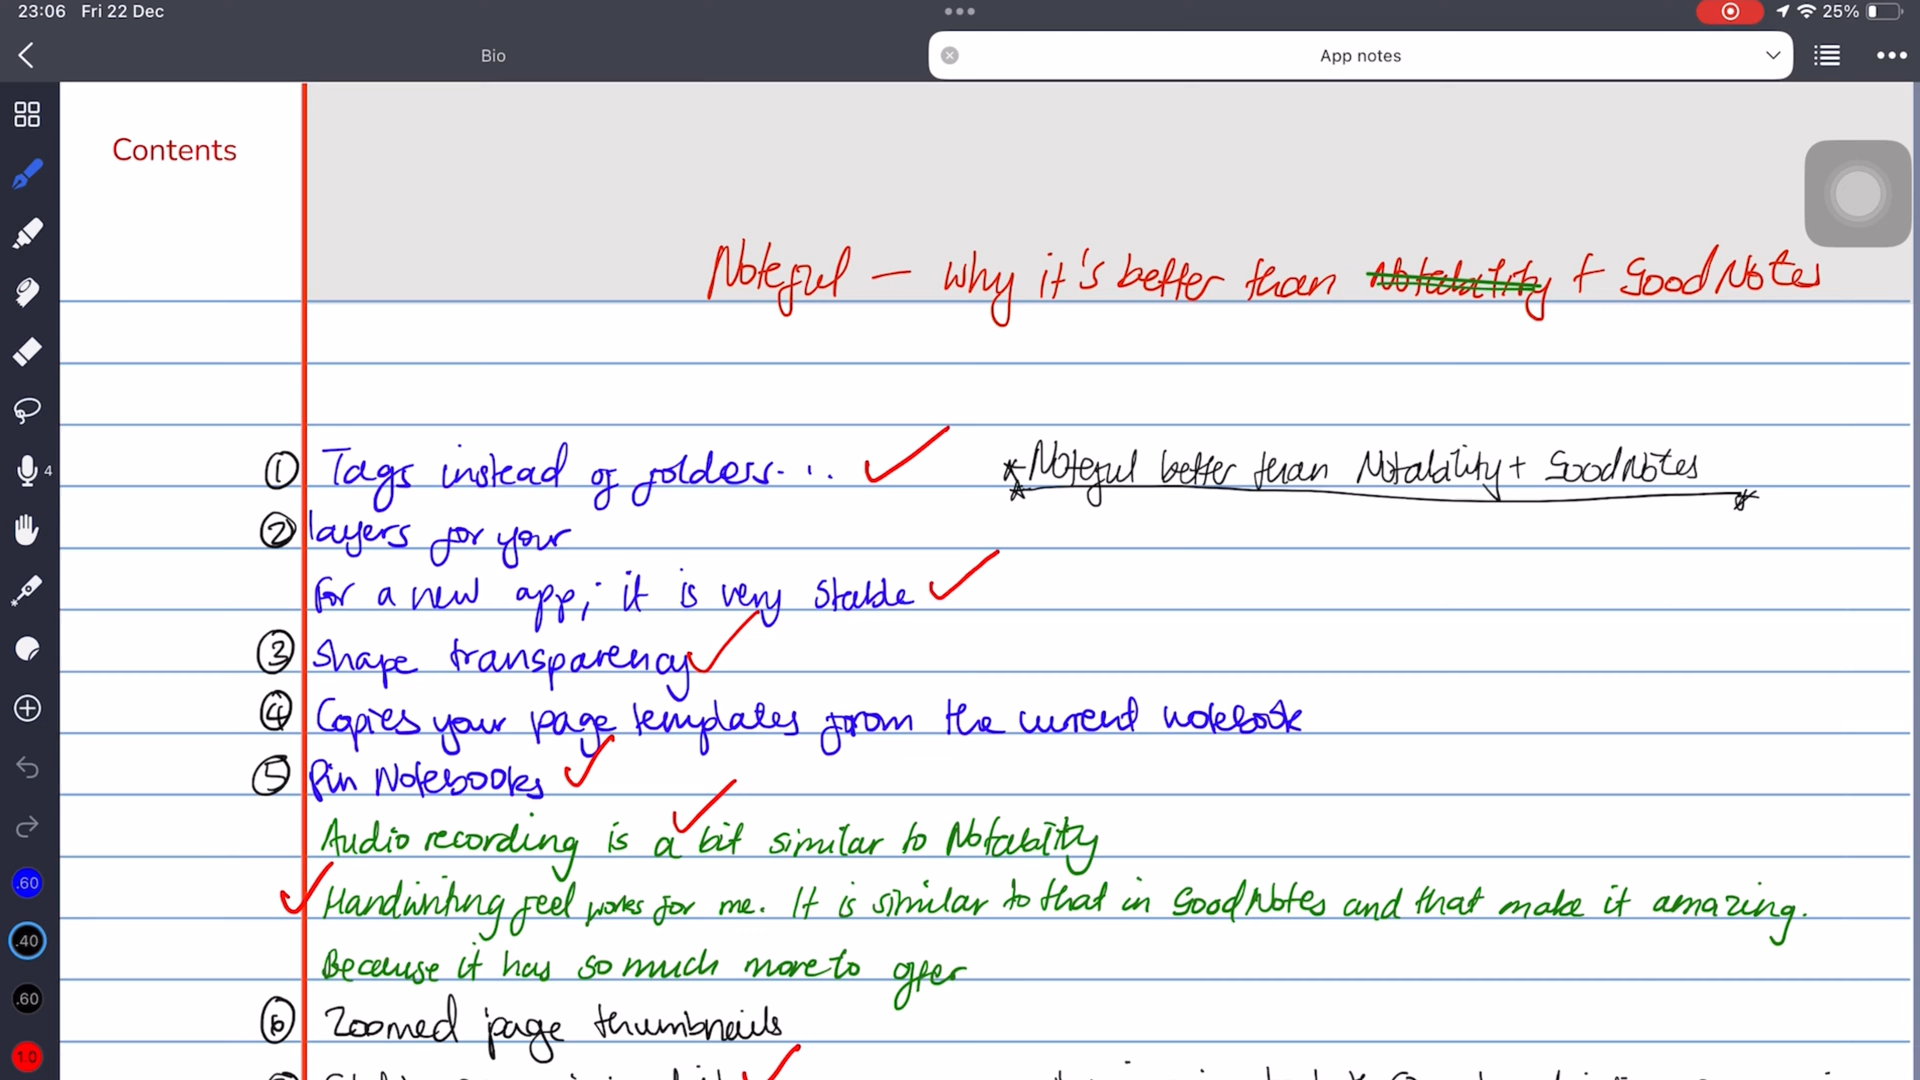 23:06 Fri 22 Dec
25%
Bio
App notes
Contents
Noteful — why it's better than Notability + GoodNotes
① Tags instead of folders...
*Noteful better than Notability + GoodNotes
② layers for your
for a new app, it is very stable
③ Shape transparency
④ Copies your page templates from the current notebook
⑤ Pin Notebooks
Audio recording is a bit similar to Notability
Handwriting feel works for me. It is similar to that in GoodNotes and that make it amazing.
Because it has so much more to offer
⑥ Zoomed page thumbnails
4
.60
.40
.60
1.0